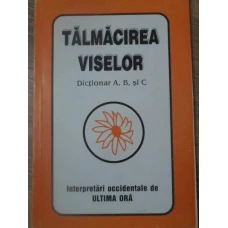 TĂLMĂCIREA
VISELOR
Dicționar A, B, și C
Interpretări occidentale de
ULTIMA ORĂ